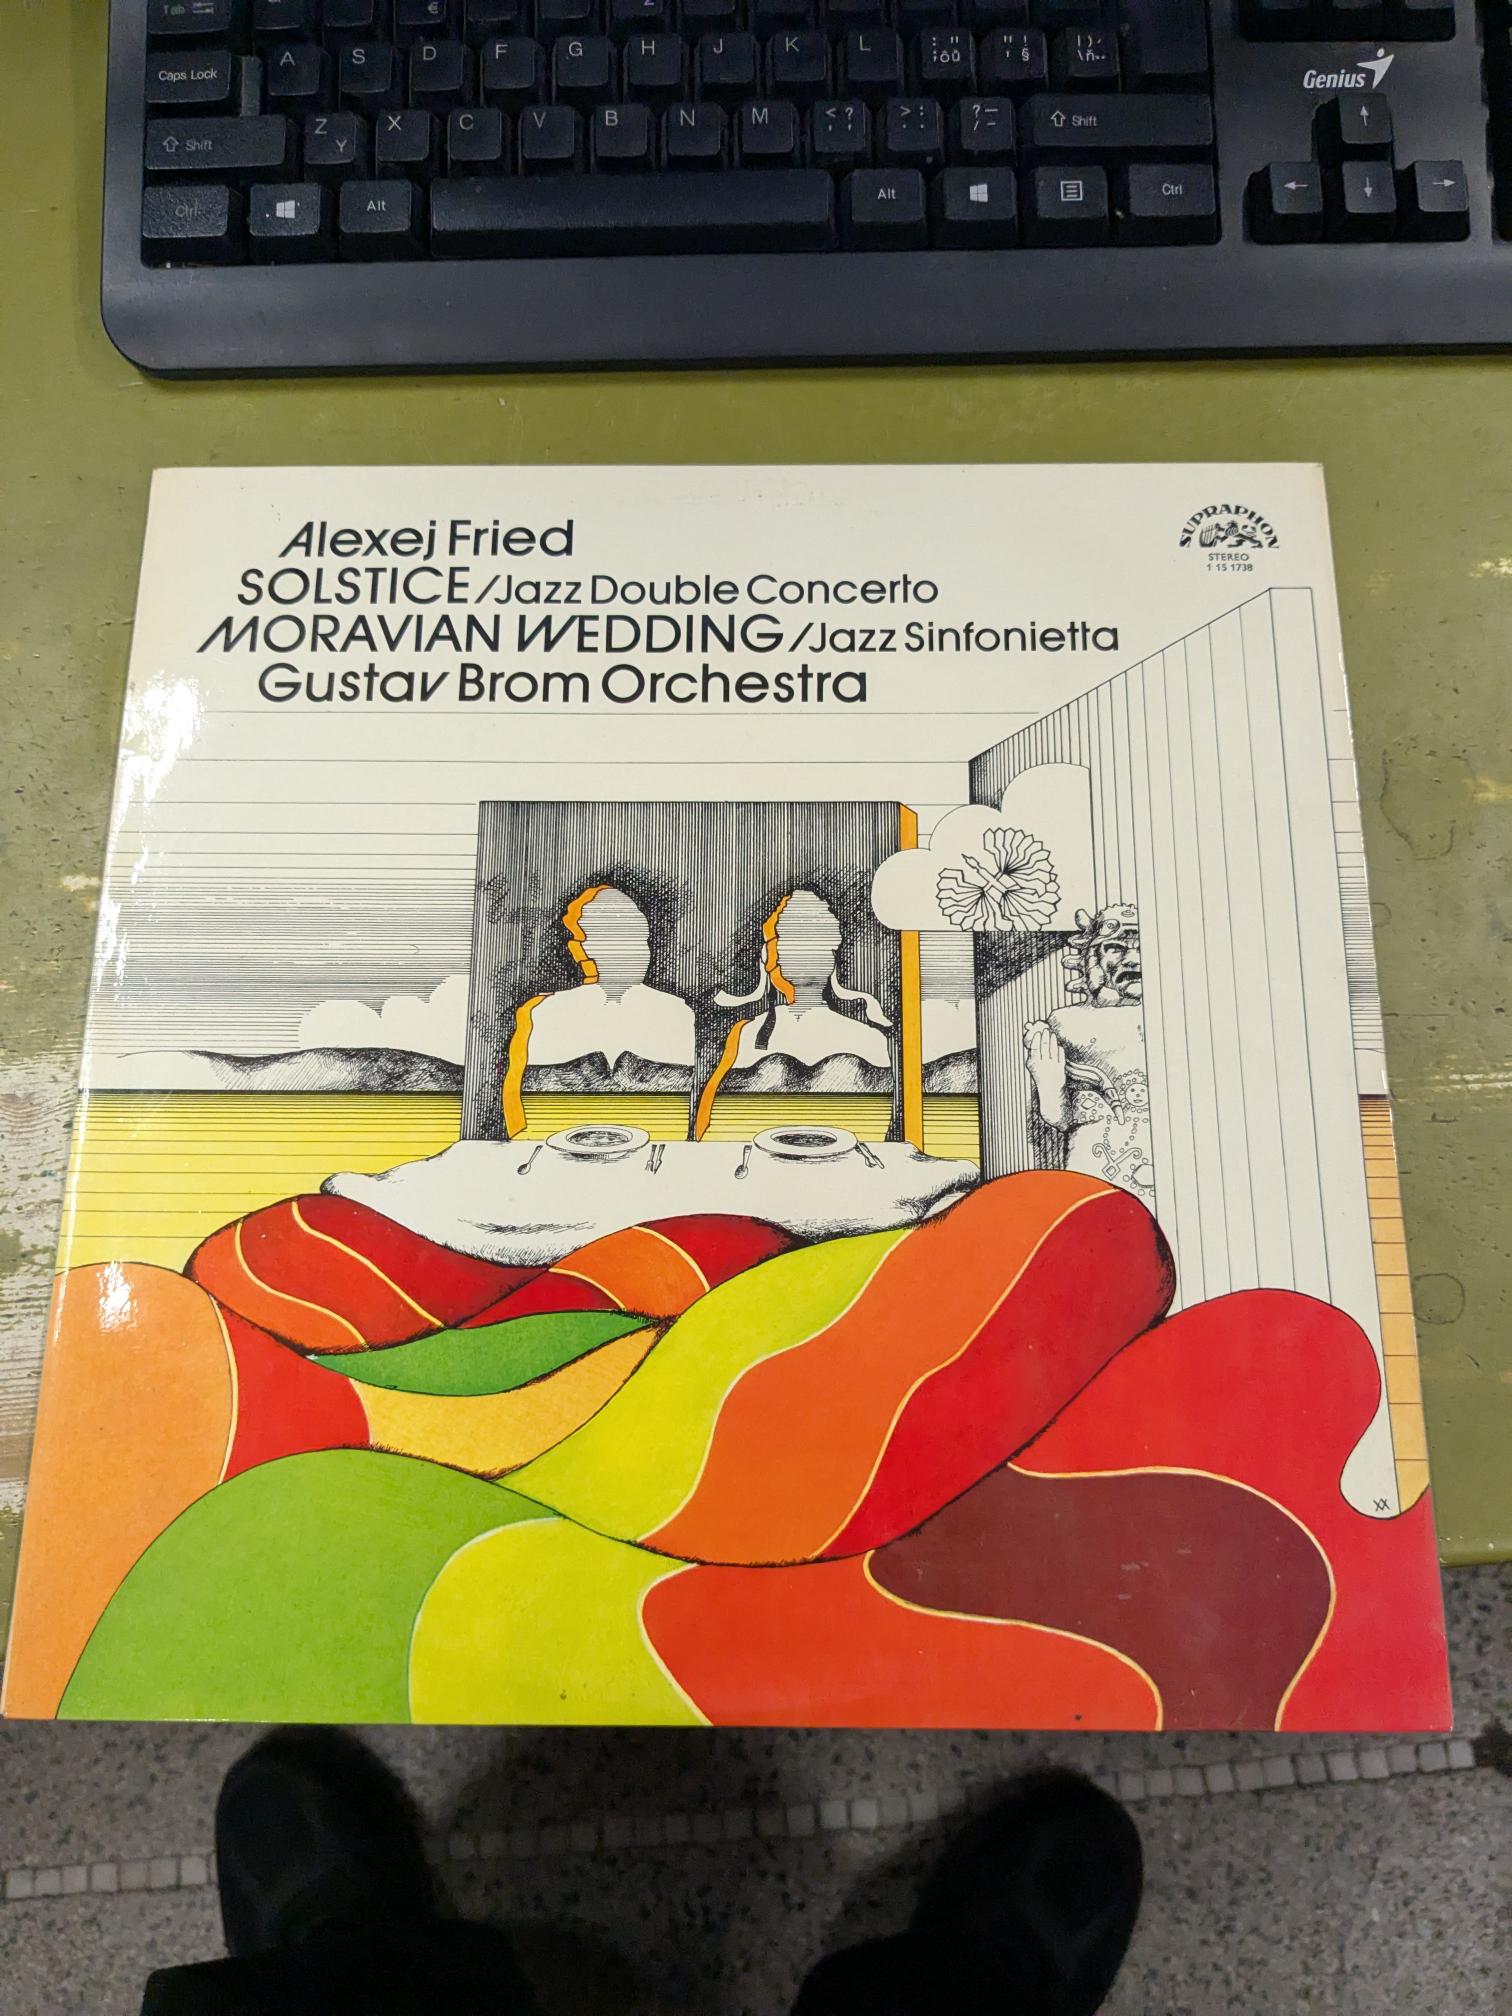 Tab
€
Caps Lock A S D F G H J K L
Shift Z Y X C V B N M < , ? ; > . : ? / – _ Shift
Ctrl Alt Alt Ctrl
Genius
Alexej Fried
SOLSTICE/Jazz Double Concerto
MORAVIAN WEDDING/Jazz Sinfonietta
Gustav Brom Orchestra
SUPRAPHON
STEREO
1 15 1738